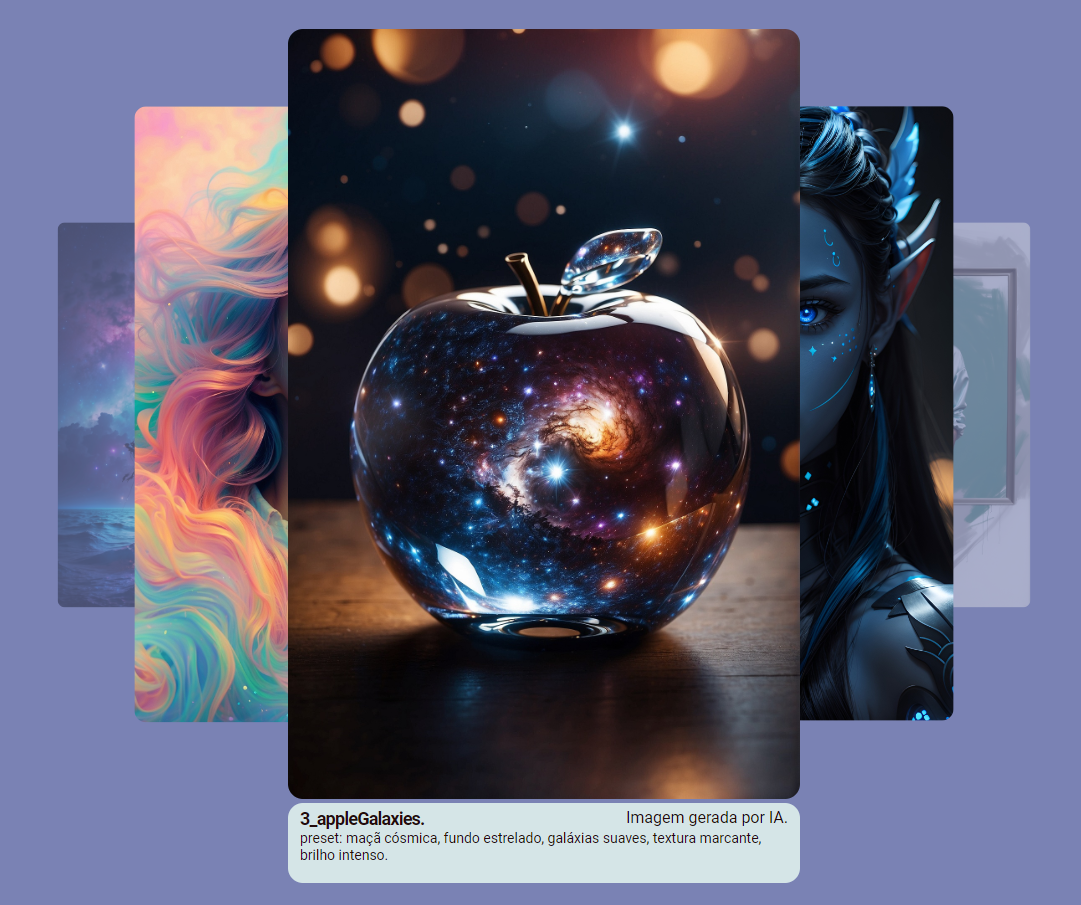 3_appleGalaxies.
Imagem gerada por IA.
preset: maçã cósmica, fundo estrelado, galáxias suaves, textura marcante,
brilho intenso.